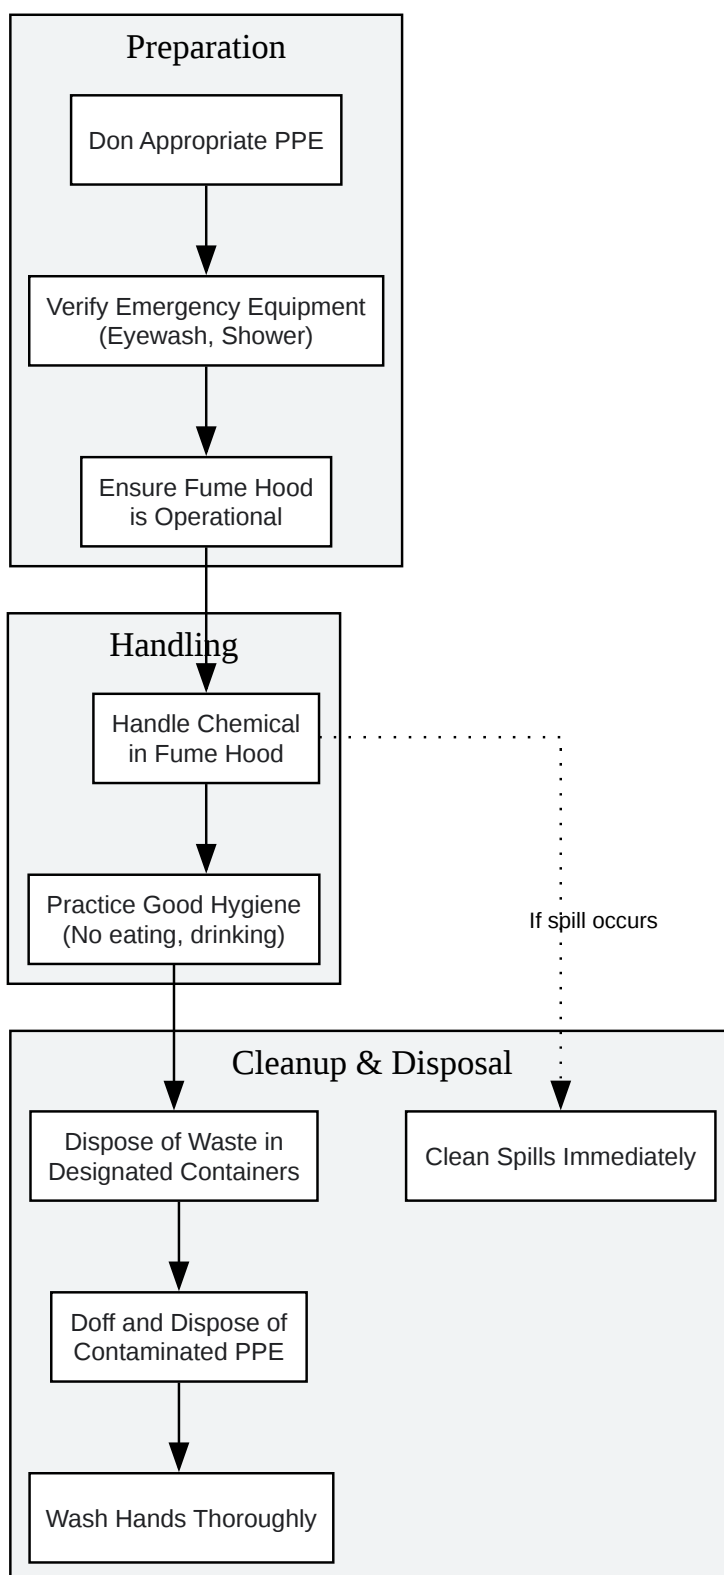 Preparation
Don Appropriate PPE
Verify Emergency Equipment
(Eyewash, Shower)
Ensure Fume Hood
is Operational
Handling
Handle Chemical
in Fume Hood
Practice Good Hygiene
(No eating, drinking)
If spill occurs
Cleanup & Disposal
Dispose of Waste in
Designated Containers
Clean Spills Immediately
Doff and Dispose of
Contaminated PPE
Wash Hands Thoroughly